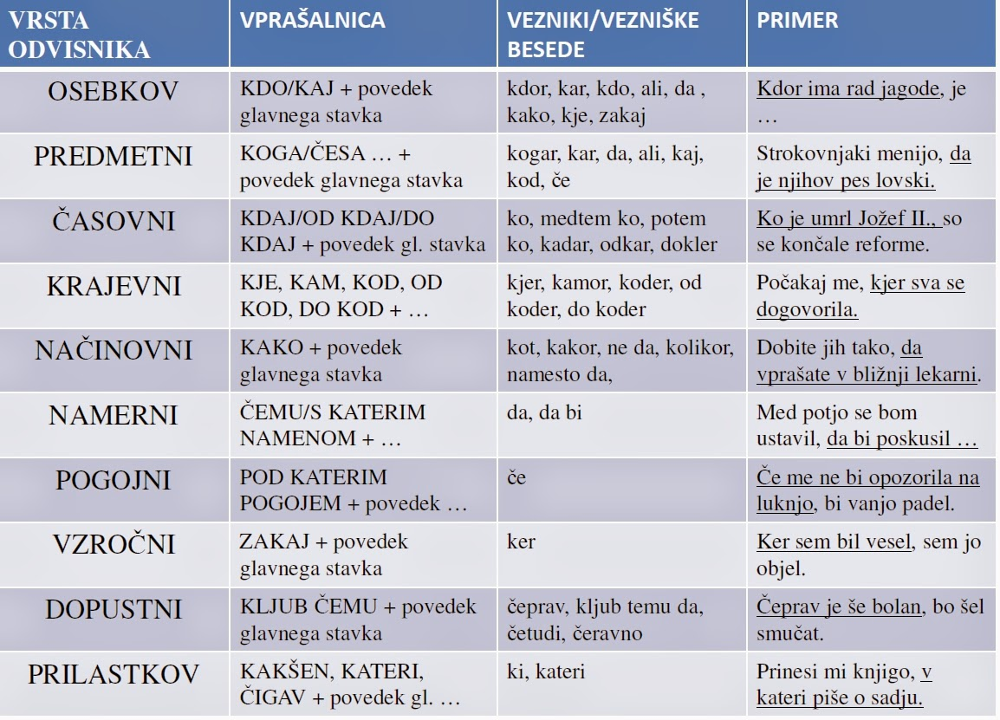 VRSTA
ODVISNIKA
VPRAŠALNICA
VEZNIKI/VEZNIŠKE
BESEDE
PRIMER
OSEBKOV
KDO/KAJ + povedek
glavnega stavka
kdor, kar, kdo, ali, da ,
kako, kje, zakaj
Kdor ima rad jagode, je
…
PREDMETNI
KOGA/ČESA … +
povedek glavnega stavka
kogar, kar, da, ali, kaj,
kod, če
Strokovnjaki menijo, da
je njihov pes lovski.
ČASOVNI
KDAJ/OD KDAJ/DO
KDAJ + povedek gl. stavka
ko, medtem ko, potem
ko, kadar, odkar, dokler
Ko je umrl Jožef II., so
se končale reforme.
KRAJEVNI
KJE, KAM, KOD, OD
KOD, DO KOD + …
kjer, kamor, koder, od
koder, do koder
Počakaj me, kjer sva se
dogovorila.
NAČINOVNI
KAKO + povedek
glavnega stavka
kot, kakor, ne da, kolikor,
namesto da,
Dobite jih tako, da
vprašate v bližnji lekarni.
NAMERNI
ČEMU/S KATERIM
NAMENOM + …
da, da bi
Med potjo se bom
ustavil, da bi poskusil …
POGOJNI
POD KATERIM
POGOJEM + povedek …
če
Če me ne bi opozorila na
luknjo, bi vanjo padel.
VZROČNI
ZAKAJ + povedek
glavnega stavka
ker
Ker sem bil vesel, sem jo
objel.
DOPUSTNI
KLJUB ČEMU + povedek
glavnega stavka
čeprav, kljub temu da,
četudi, čeravno
Čeprav je še bolan, bo šel
smučat.
PRILASTKOV
KAKŠEN, KATERI,
ČIGAV + povedek gl. …
ki, kateri
Prinesi mi knjigo, v
kateri piše o sadju.